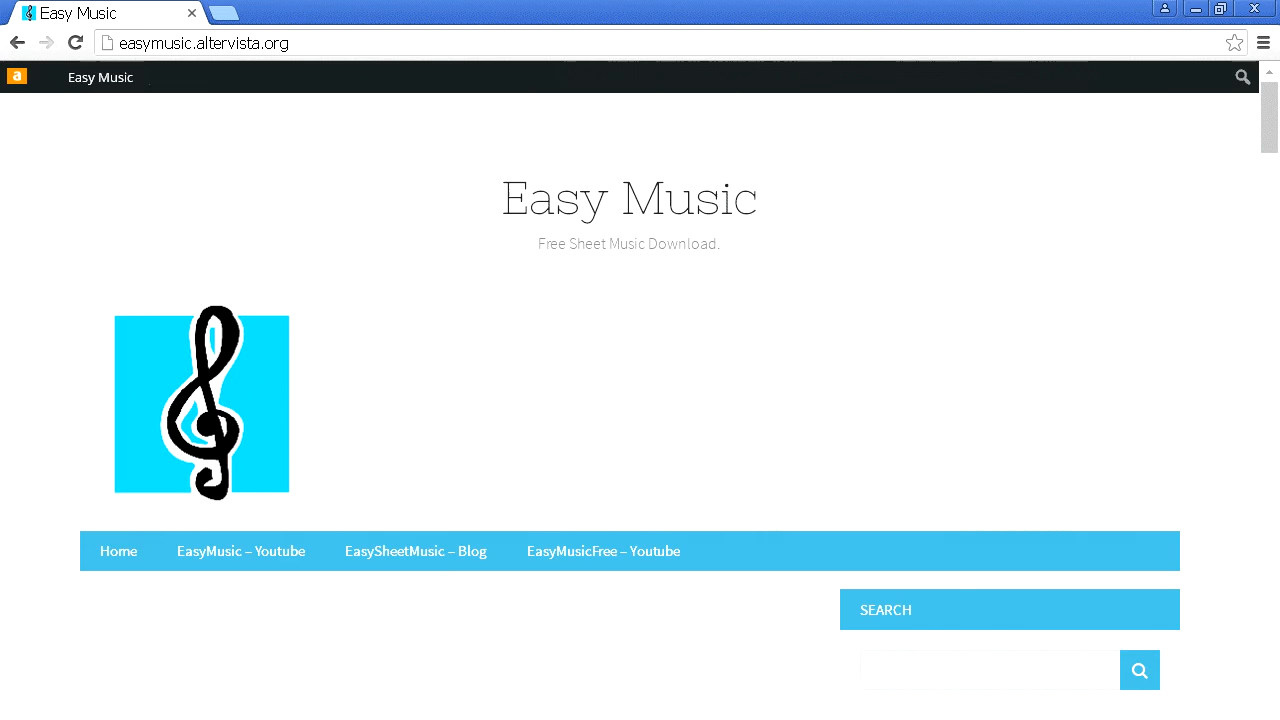 Easy Music
easymusic.altervista.org
a Easy Music
Easy Music
Free Sheet Music Download.
Home EasyMusic – Youtube EasySheetMusic – Blog EasyMusicFree – Youtube
SEARCH